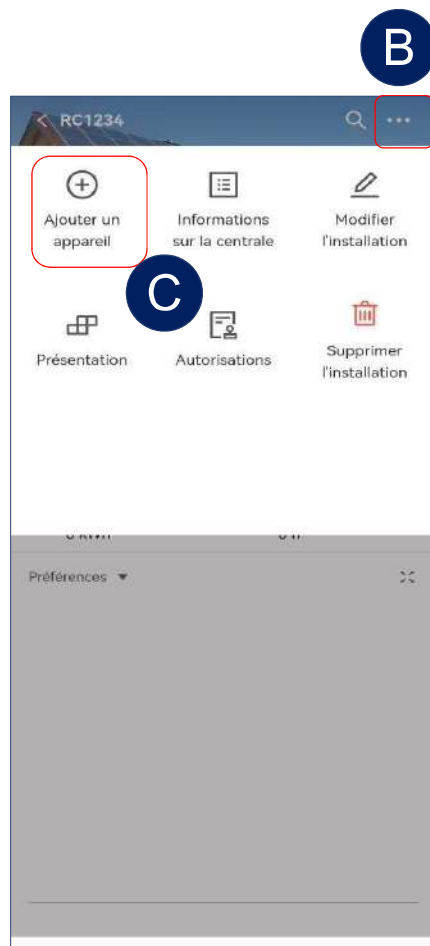 B
RC1234
Ajouter un
appareil
Informations
sur la centrale
Modifier
l'installation
C
Présentation
Autorisations
Supprimer
l'installation
Préférences